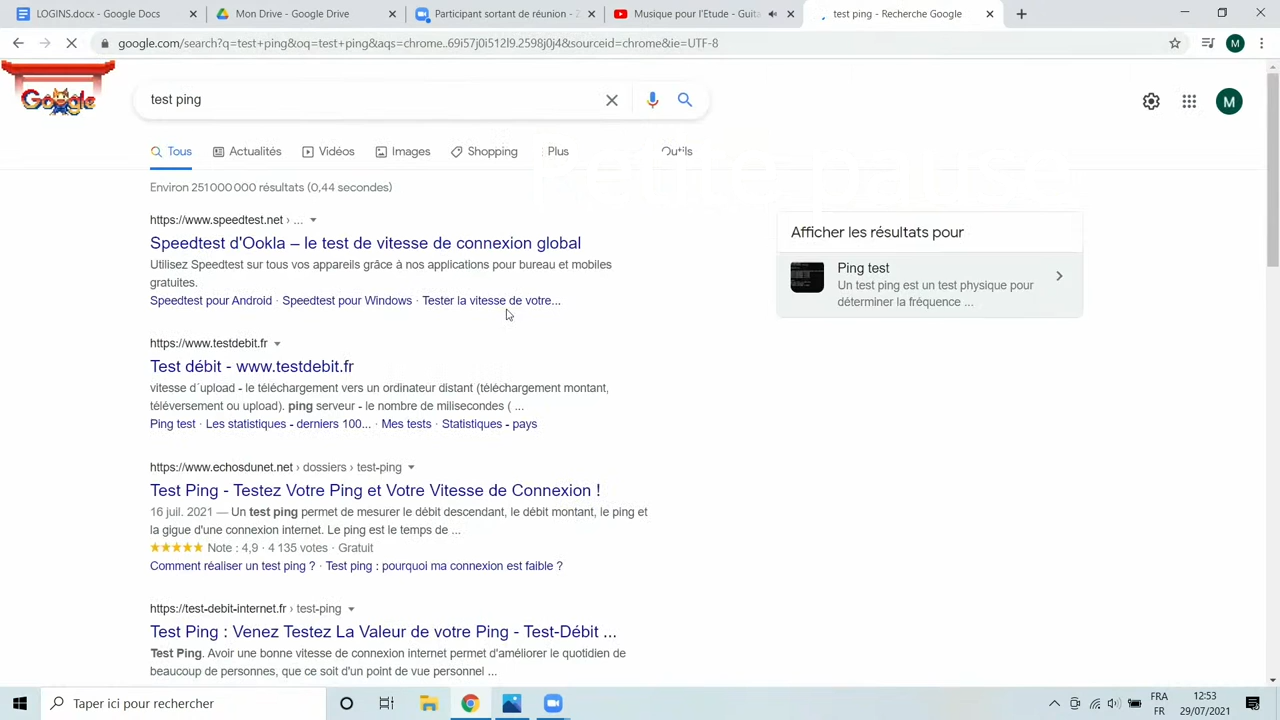 LOGINS.docx - Google Docs
Mon Drive - Google Drive
Participant sortant de réunion - Z
Musique pour l'Etude - Guita
test ping - Recherche Google
google.com/search?q=test+ping&oq=test+ping&aqs=chrome..69i57j0i512l9.2598j0j4&sourceid=chrome&ie=UTF-8
M
Google
test ping
M
Tous
Actualités
Vidéos
Images
Shopping
Plus
Outils
Petite pause
Environ 251 000 000 résultats (0,44 secondes)
https://www.speedtest.net › ...
Speedtest d'Ookla – le test de vitesse de connexion global
Utilisez Speedtest sur tous vos appareils grâce à nos applications pour bureau et mobiles
gratuites.
Speedtest pour Android · Speedtest pour Windows · Tester la vitesse de votre...
Afficher les résultats pour
Ping test
Un test ping est un test physique pour
déterminer la fréquence ...
https://www.testdebit.fr
Test débit - www.testdebit.fr
vitesse d´upload - le téléchargement vers un ordinateur distant (téléchargement montant,
téléversement ou upload). ping serveur - le nombre de milisecondes ( ...
Ping test · Les statistiques - derniers 100... · Mes tests · Statistiques - pays
https://www.echosdunet.net › dossiers › test-ping
Test Ping - Testez Votre Ping et Votre Vitesse de Connexion !
16 juil. 2021 — Un test ping permet de mesurer le débit descendant, le débit montant, le ping et
la gigue d'une connexion internet. Le ping est le temps de ...
Note : 4,9 · 4 135 votes · Gratuit
Comment réaliser un test ping ? · Test ping : pourquoi ma connexion est faible ?
https://test-debit-internet.fr › test-ping
Test Ping : Venez Testez La Valeur de votre Ping - Test-Débit ...
Test Ping. Avoir une bonne vitesse de connexion internet permet d'améliorer le quotidien de
beaucoup de personnes, que ce soit d'un point de vue personnel ...
Taper ici pour rechercher
FRA
FR
12:53
29/07/2021